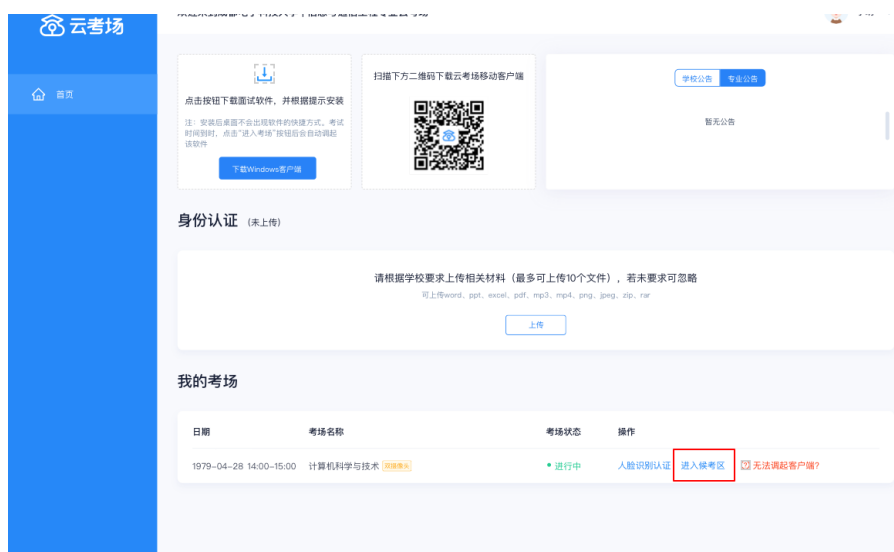 云考场
首页
点击按钮下载面试软件，并根据提示安装
注：安装后桌面不会出现软件的快捷方式。考试
时间到时，点击“进入考场”按钮后会自动调起
该软件
下载Windows客户端
扫描下方二维码下载云考场移动客户端
学校公告 专业公告
暂无公告
身份认证 (未上传)
请根据学校要求上传相关材料（最多可上传10个文件），若未要求可忽略
可上传word、ppt、excel、pdf、mp3、mp4、png、jpeg、zip、rar
上传
我的考场
日期 考场名称 考场状态 操作
1979-04-28 14:00-15:00 计算机科学与技术 双摄像头 进行中 人脸识别认证 进入候考区 无法调起客户端?